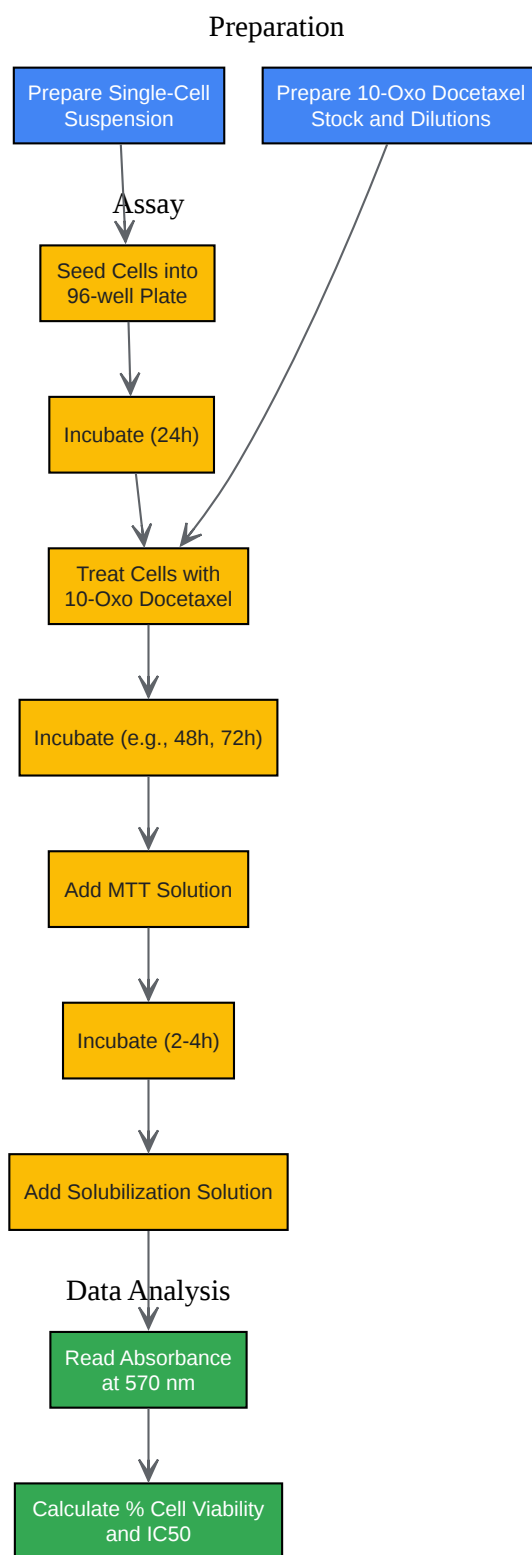 Preparation
Prepare Single-Cell
Suspension
Prepare 10-Oxo Docetaxel
Stock and Dilutions
Assay
Seed Cells into
96-well Plate
Incubate (24h)
Treat Cells with
10-Oxo Docetaxel
Incubate (e.g., 48h, 72h)
Add MTT Solution
Incubate (2-4h)
Add Solubilization Solution
Data Analysis
Read Absorbance
at 570 nm
Calculate % Cell Viability
and IC50